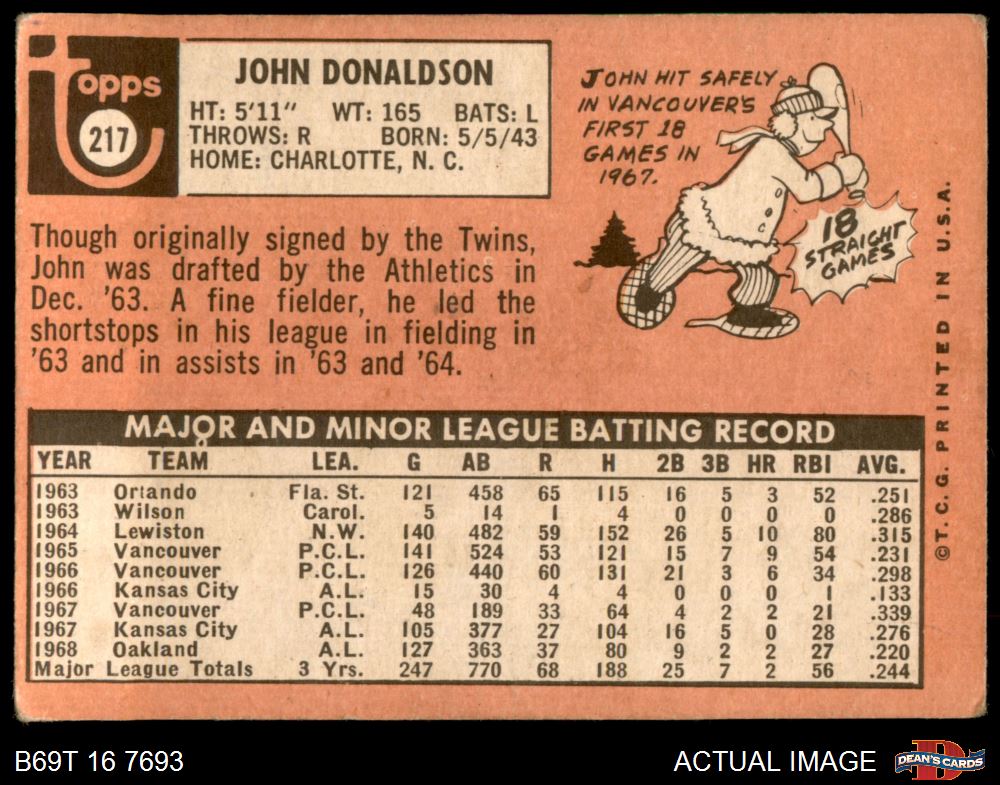 Topps
217
JOHN DONALDSON
HT: 5'11" WT: 165 BATS: L
THROWS: R BORN: 5/5/43
HOME: CHARLOTTE, N. C.
JOHN HIT SAFELY
IN VANCOUVER'S
FIRST 18
GAMES IN
1967.
18
STRAIGHT
GAMES
Though originally signed by the Twins,
John was drafted by the Athletics in
Dec. '63. A fine fielder, he led the
shortstops in his league in fielding in
'63 and in assists in '63 and '64.
©T. C. G. PRINTED IN U.S.A.
MAJOR AND MINOR LEAGUE BATTING RECORD
YEAR TEAM LEA. G AB R H 2B 3B HR RBI AVG.
1963 Orlando Fla. St. 121 458 65 115 16 5 3 52 .251
1963 Wilson Carol. 5 14 1 4 0 0 0 0 .286
1964 Lewiston N.W. 140 482 59 152 26 5 10 80 .315
1965 Vancouver P.C.L. 141 524 53 121 15 7 9 54 .231
1966 Vancouver P.C.L. 126 440 60 131 21 3 6 34 .298
1966 Kansas City A.L. 15 30 4 4 0 0 0 1 .133
1967 Vancouver P.C.L. 48 189 33 64 4 2 2 21 .339
1967 Kansas City A.L. 105 377 27 104 16 5 0 28 .276
1968 Oakland A.L. 127 363 37 80 9 2 2 27 .220
Major League Totals 3 Yrs. 247 770 68 188 25 7 2 56 .244
B69T 16 7693
ACTUAL IMAGE
DEAN'S CARDS